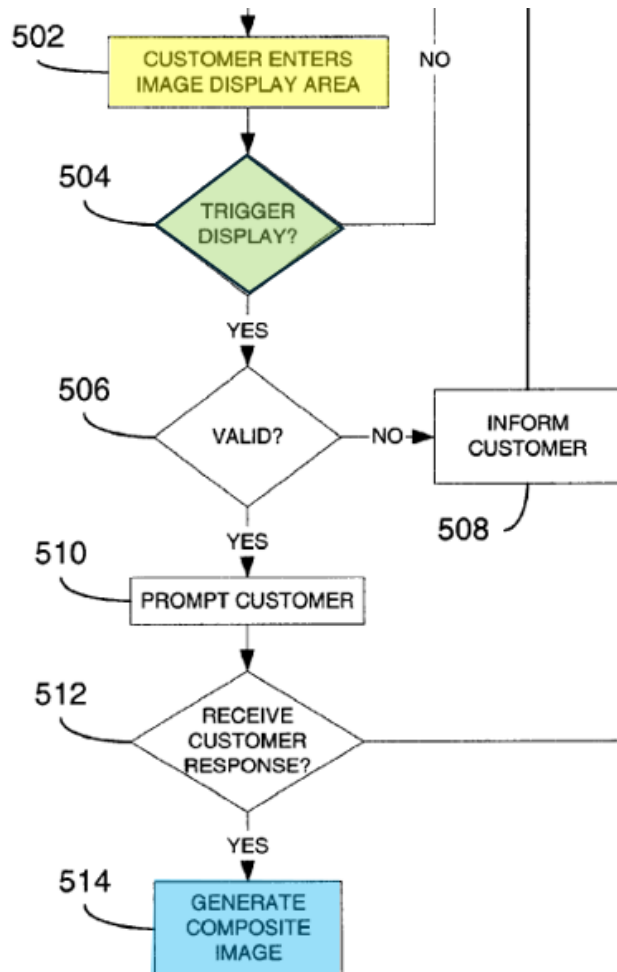 502
CUSTOMER ENTERS
IMAGE DISPLAY AREA
NO
504
TRIGGER
DISPLAY?
YES
506
VALID?
NO
INFORM
CUSTOMER
508
YES
510
PROMPT CUSTOMER
512
RECEIVE
CUSTOMER
RESPONSE?
YES
514
GENERATE
COMPOSITE
IMAGE